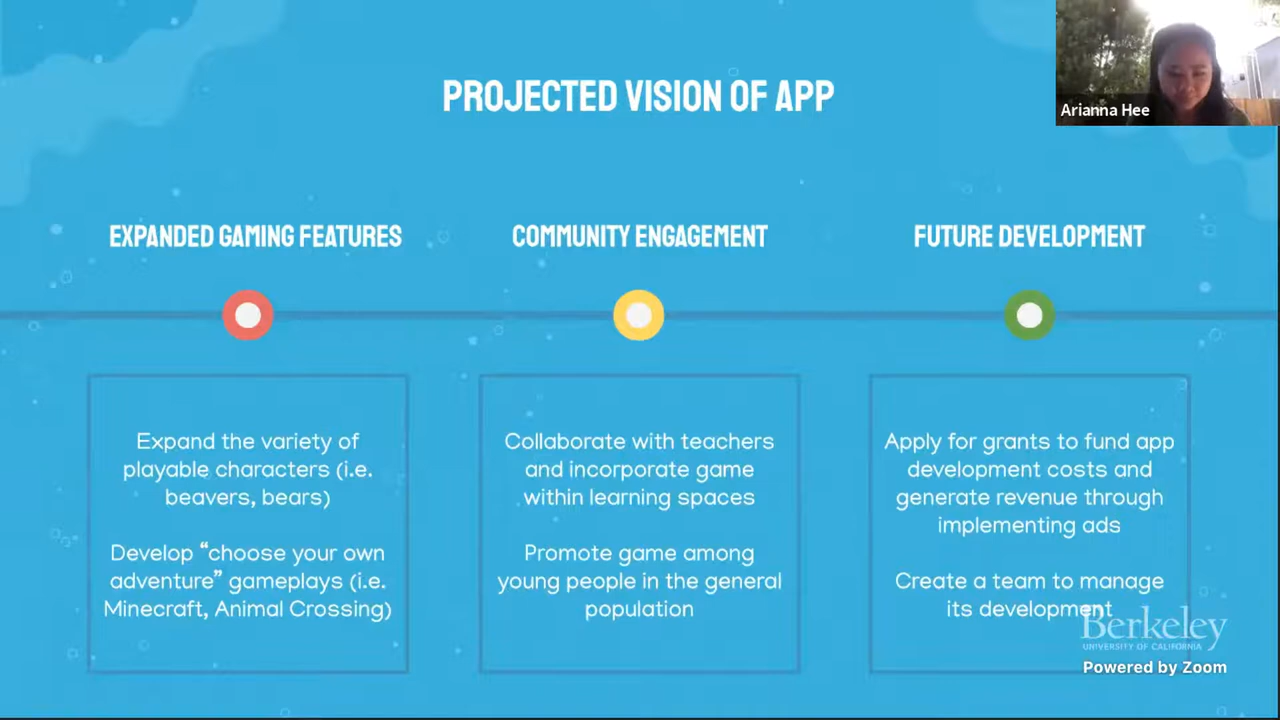 PROJECTED VISION OF APP
Arianna Hee
EXPANDED GAMING FEATURES
COMMUNITY ENGAGEMENT
FUTURE DEVELOPMENT
Expand the variety of
playable characters (i.e.
beavers, bears)
Develop “choose your own
adventure” gameplays (i.e.
Minecraft, Animal Crossing)
Collaborate with teachers
and incorporate game
within learning spaces
Promote game among
young people in the general
population
Apply for grants to fund app
development costs and
generate revenue through
implementing ads
Create a team to manage
its development
Berkeley
UNIVERSITY OF CALIFORNIA
Powered by Zoom